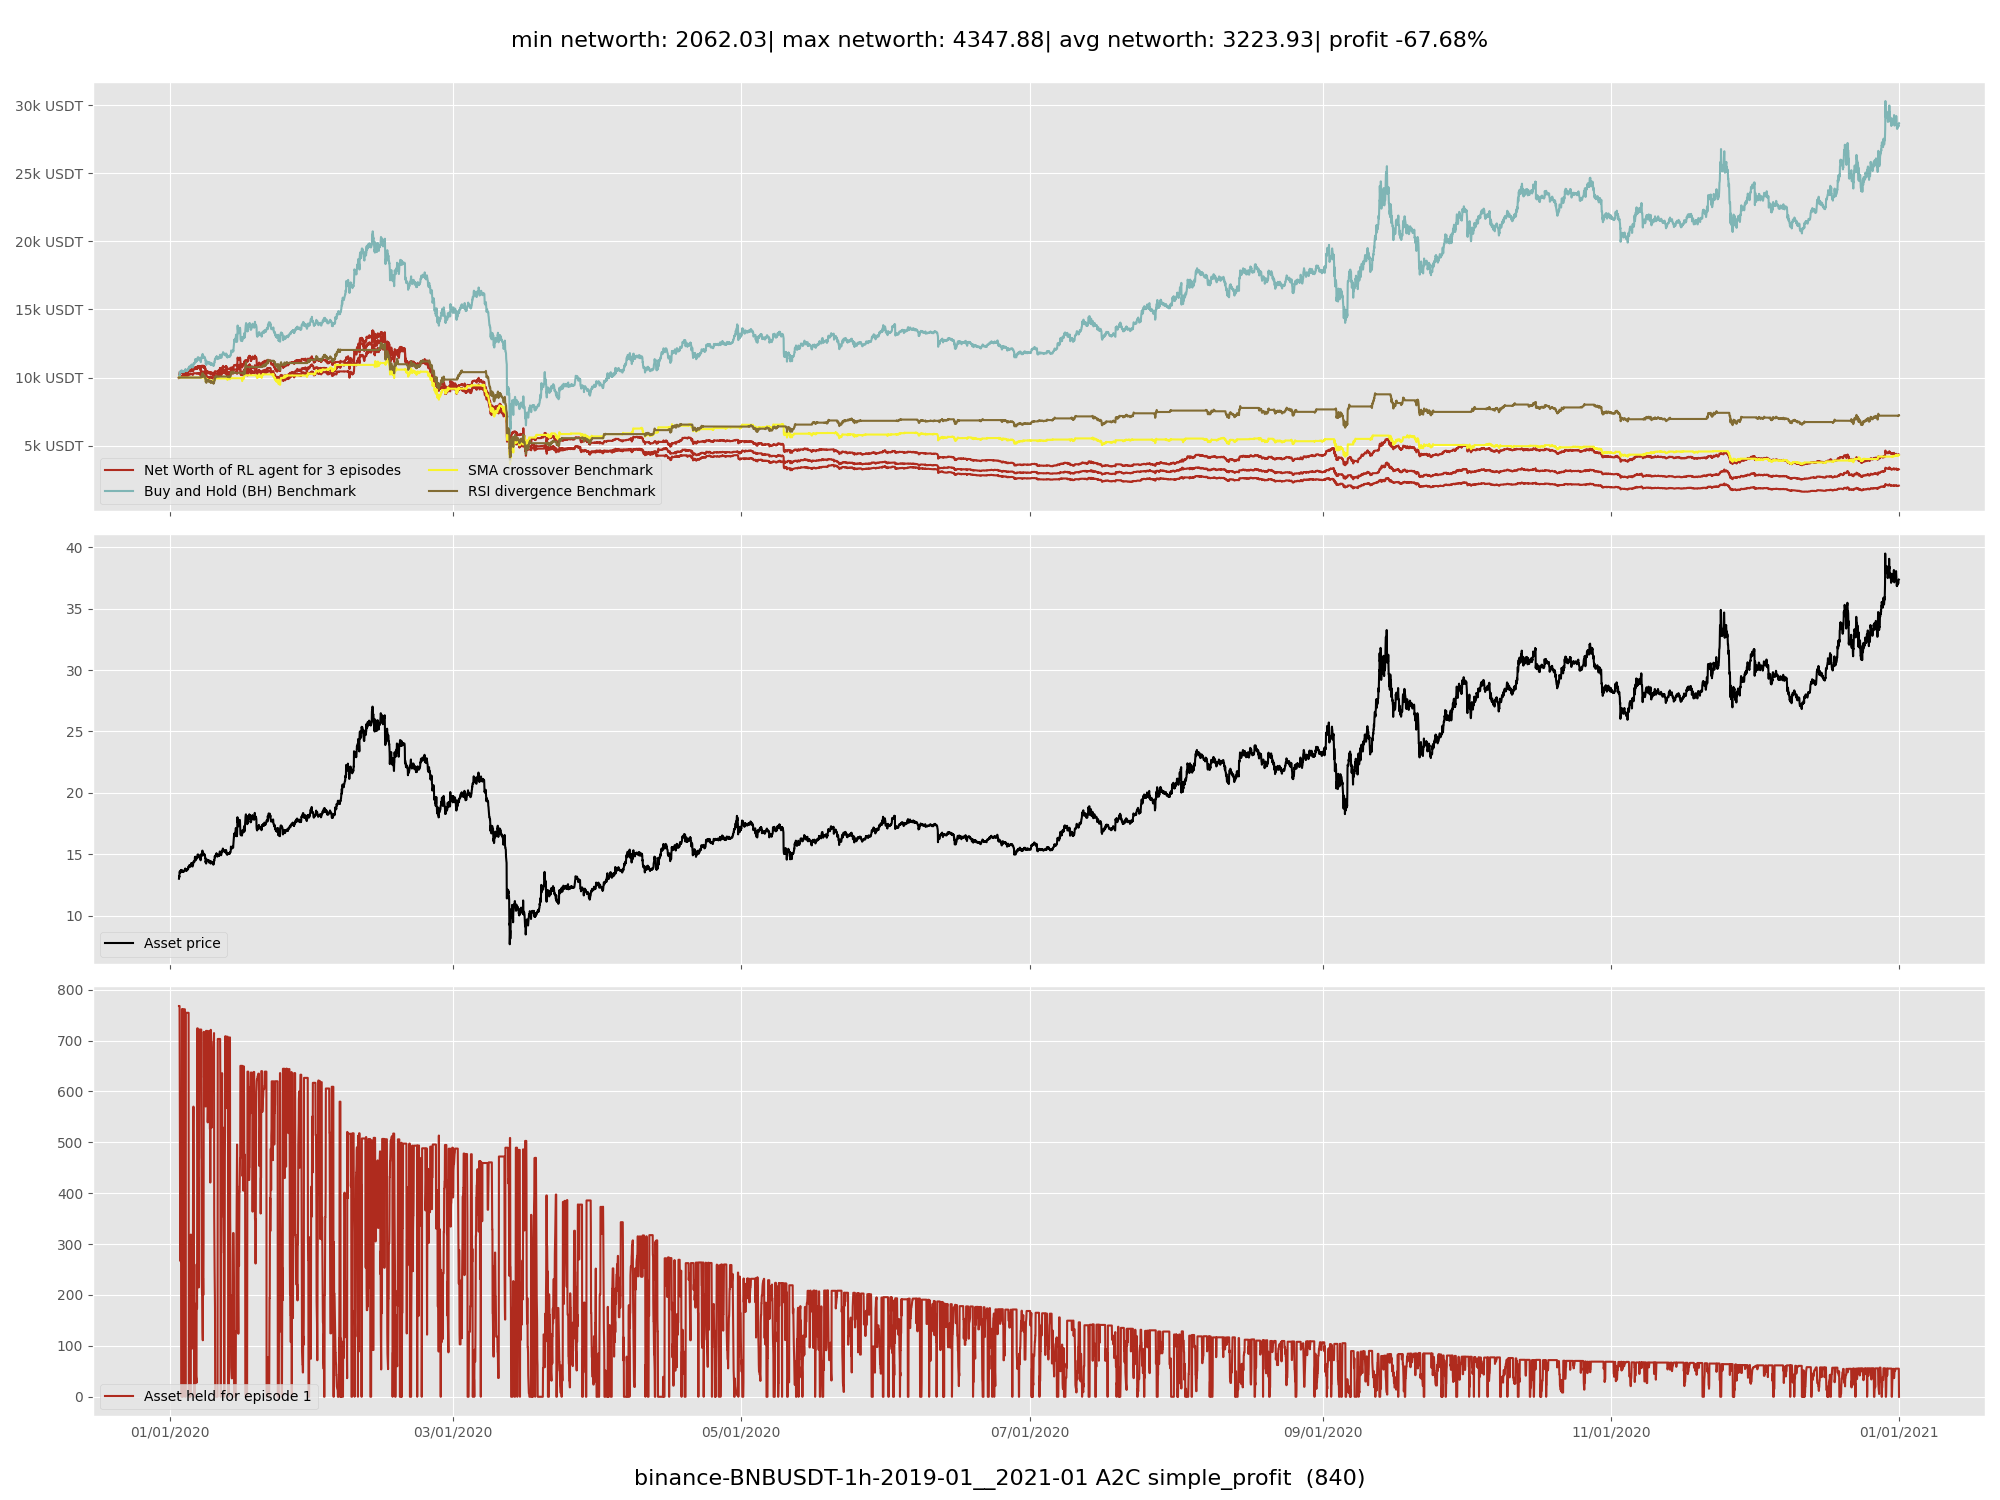 min networth: 2062.03| max networth: 4347.88| avg networth: 3223.93| profit -67.68%
30k USDT
25k USDT
20k USDT
15k USDT
10k USDT
5k USDT
Net Worth of RL agent for 3 episodes
Buy and Hold (BH) Benchmark
SMA crossover Benchmark
RSI divergence Benchmark
40
35
30
25
20
15
10
Asset price
800
700
600
500
400
300
200
100
0
Asset held for episode 1
01/01/2020 03/01/2020 05/01/2020 07/01/2020 09/01/2020 11/01/2020 01/01/2021
binance-BNBUSDT-1h-2019-01__2021-01 A2C simple_profit (840)